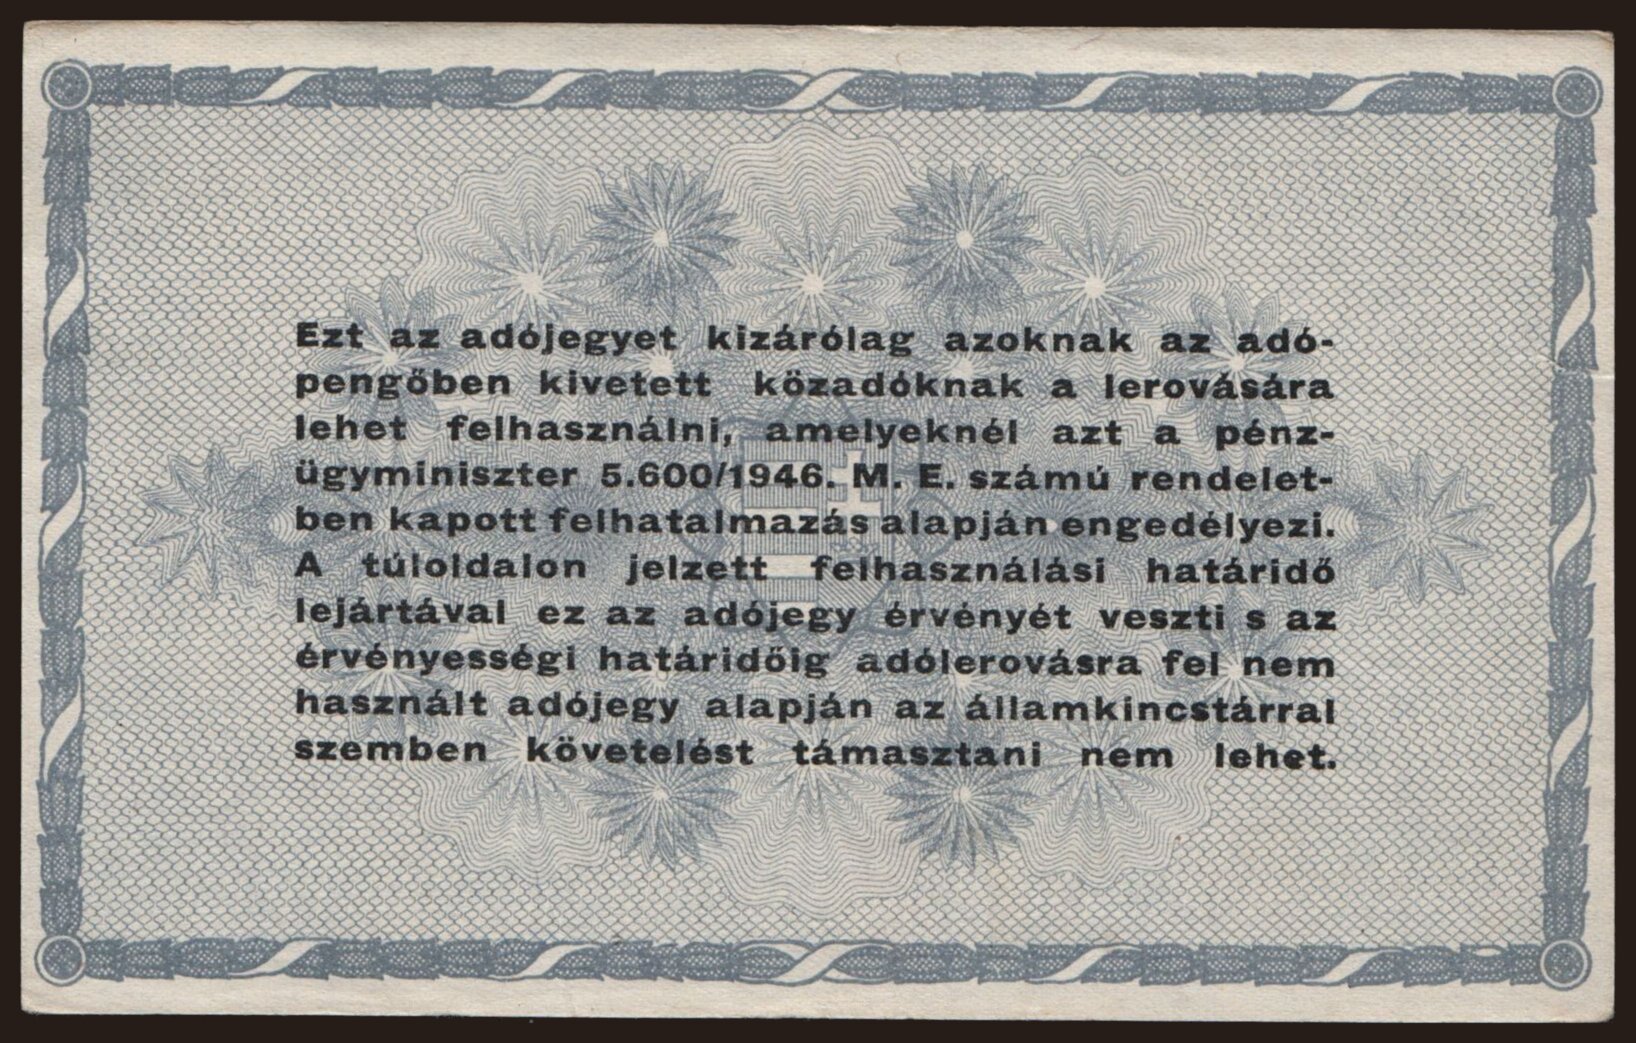 Ezt az adójegyet kizárólag azoknak az adó-
pengőben kivetett közadóknak a lerovására
lehet felhasználni, amelyeknél azt a pénz-
ügyminiszter 5.600/1946. M. E. számú rendelet-
ben kapott felhatalmazás alapján engedélyezi.
A túloldalon jelzett felhasználási határidő
lejártával ez az adójegy érvényét veszti s az
érvényességi határidőig adólerovásra fel nem
használt adójegy alapján az államkincstárral
szemben követelést támasztani nem lehet.